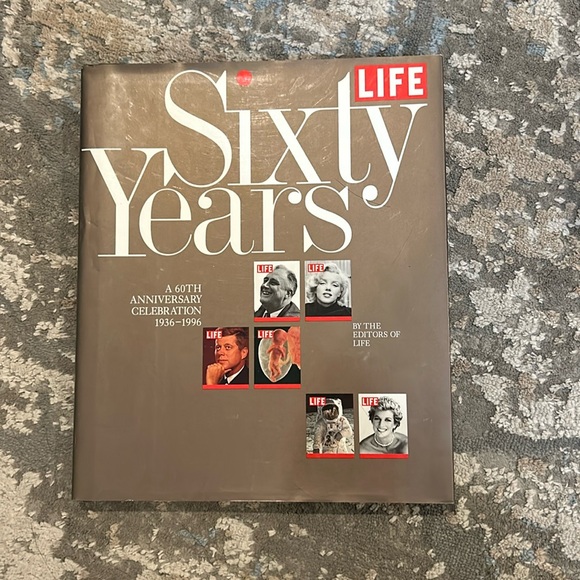 LIFE
Sixty
Years
A 60TH
ANNIVERSARY
CELEBRATION
1936–1996
LIFE
LIFE
BY THE
EDITORS OF
LIFE
LIFE
LIFE
LIFE
LIFE